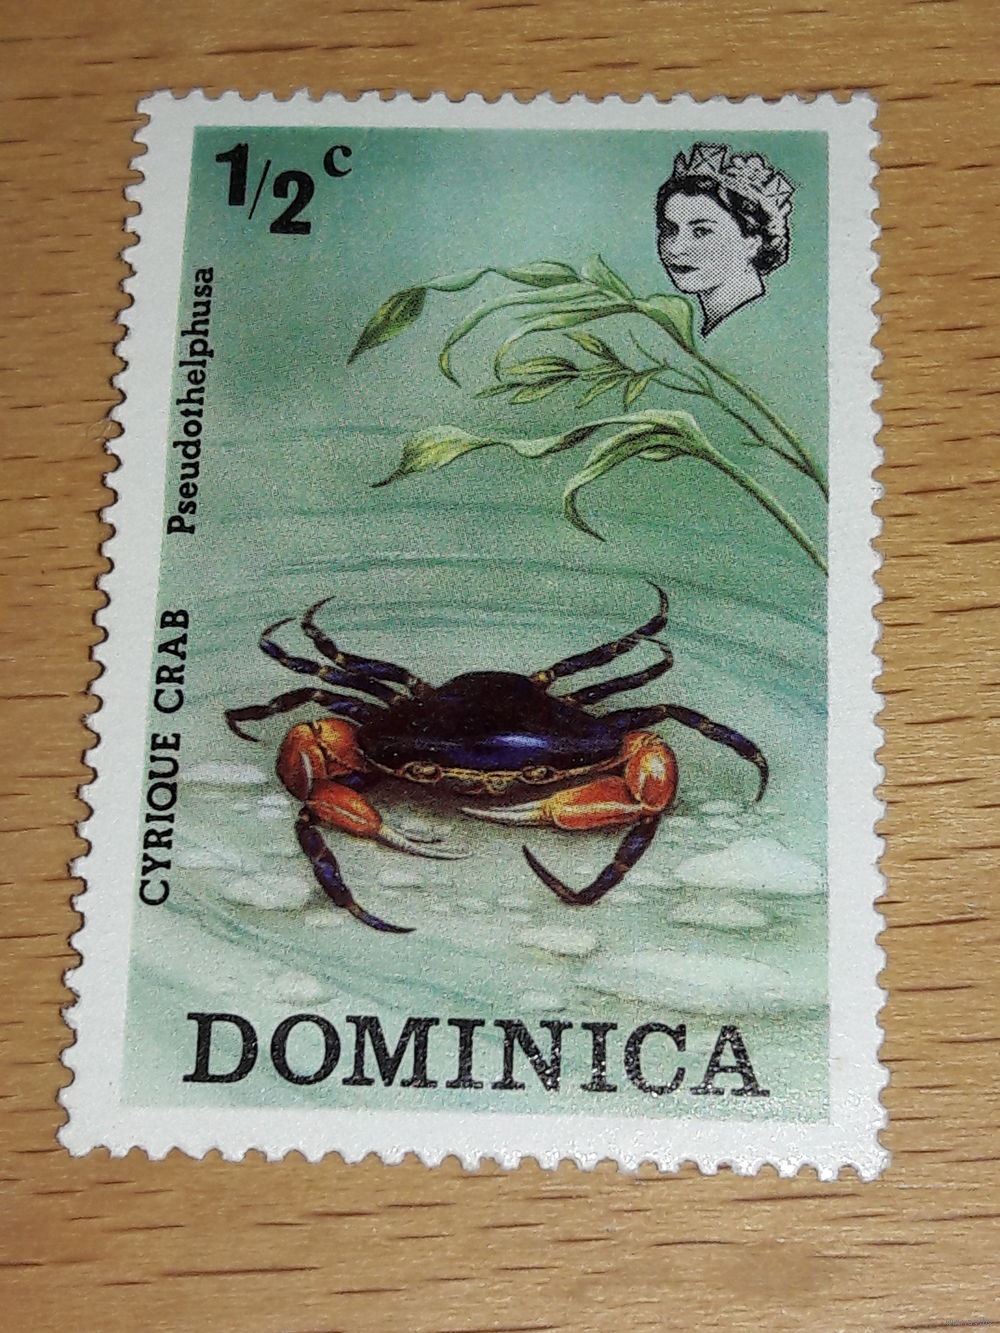 1/2c
CYRIQUE CRAB Pseudothelphusa
DOMINICA